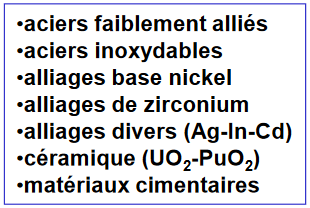 •aciers faiblement alliés
•aciers inoxydables
•alliages base nickel
•alliages de zirconium
•alliages divers (Ag-In-Cd)
•céramique (UO₂-PuO₂)
•matériaux cimentaires